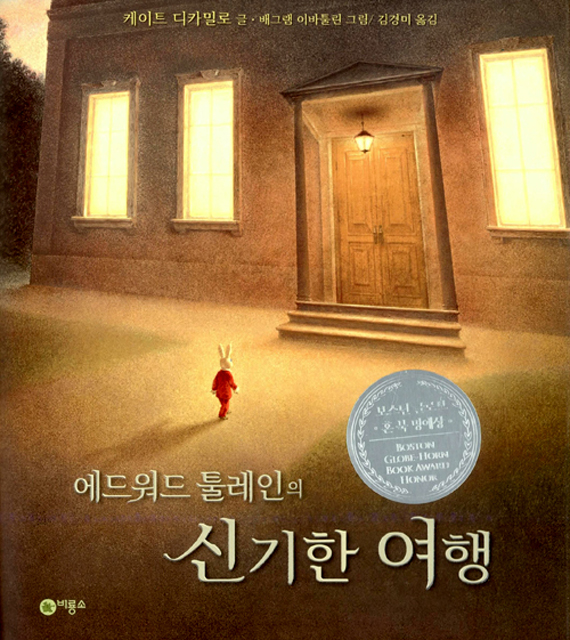 케이트 디카밀로 글 · 배그램 이바툴린 그림/ 김경미 옮김
보스턴 글로브
혼 북 명예상
BOSTON
GLOBE-HORN
BOOK AWARD
HONOR
에드워드 툴레인의
신기한 여행
비룡소